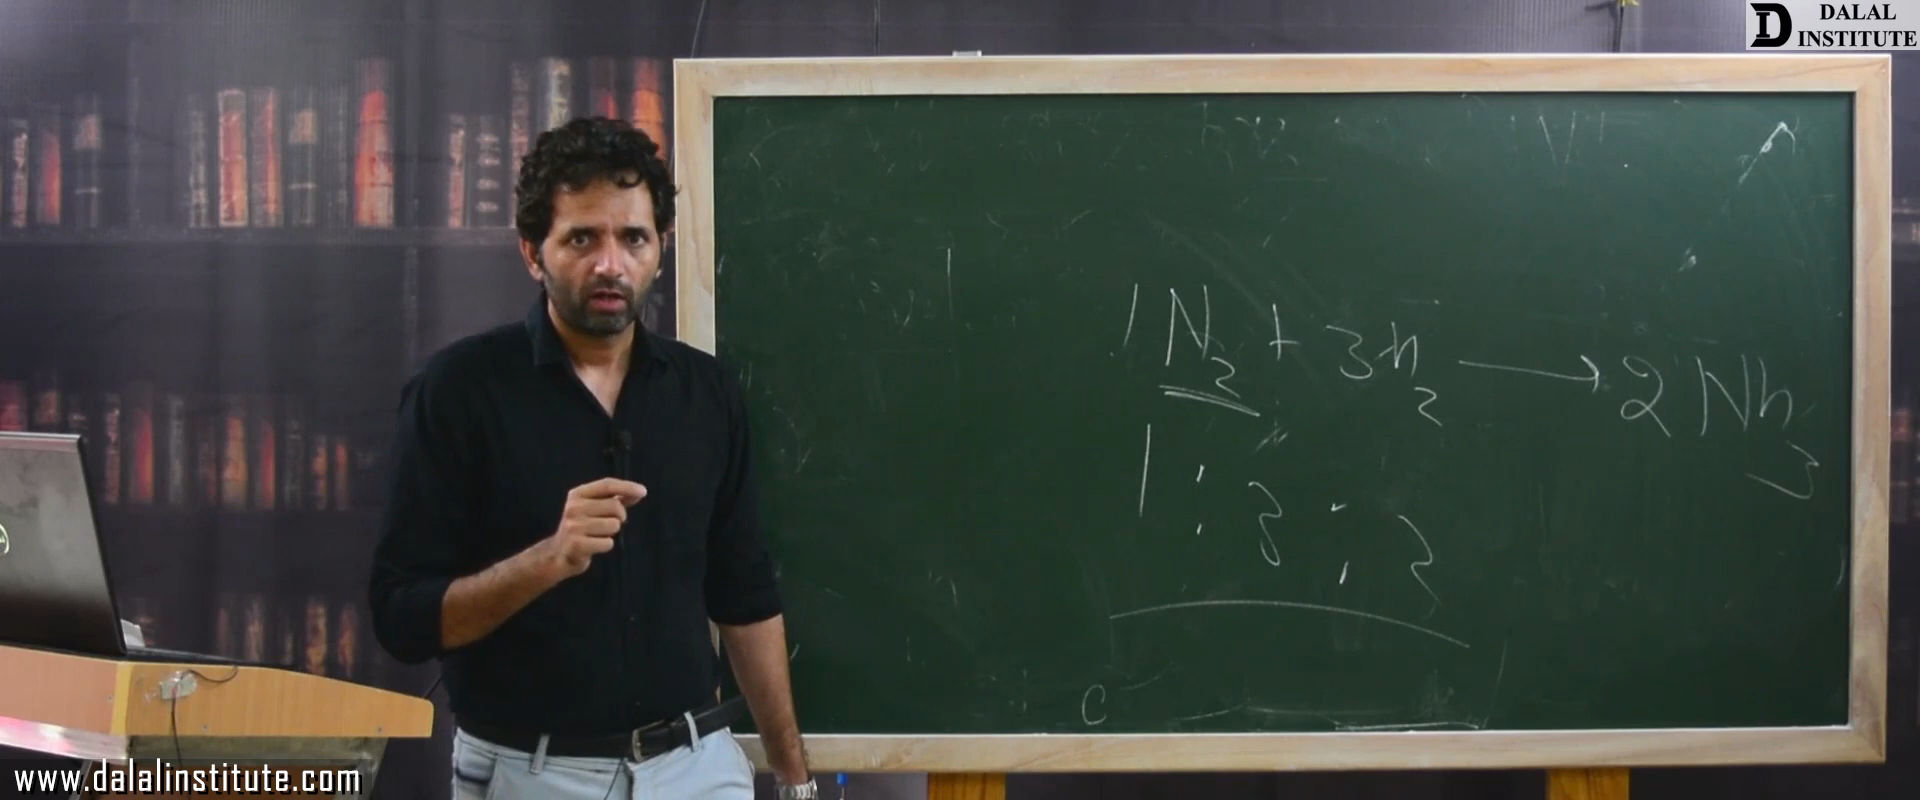 DALAL
INSTITUTE
1N₂ + 3h₂ ⟶ 2Nh₃
1 : 3 : 2
C
www.dalalinstitute.com